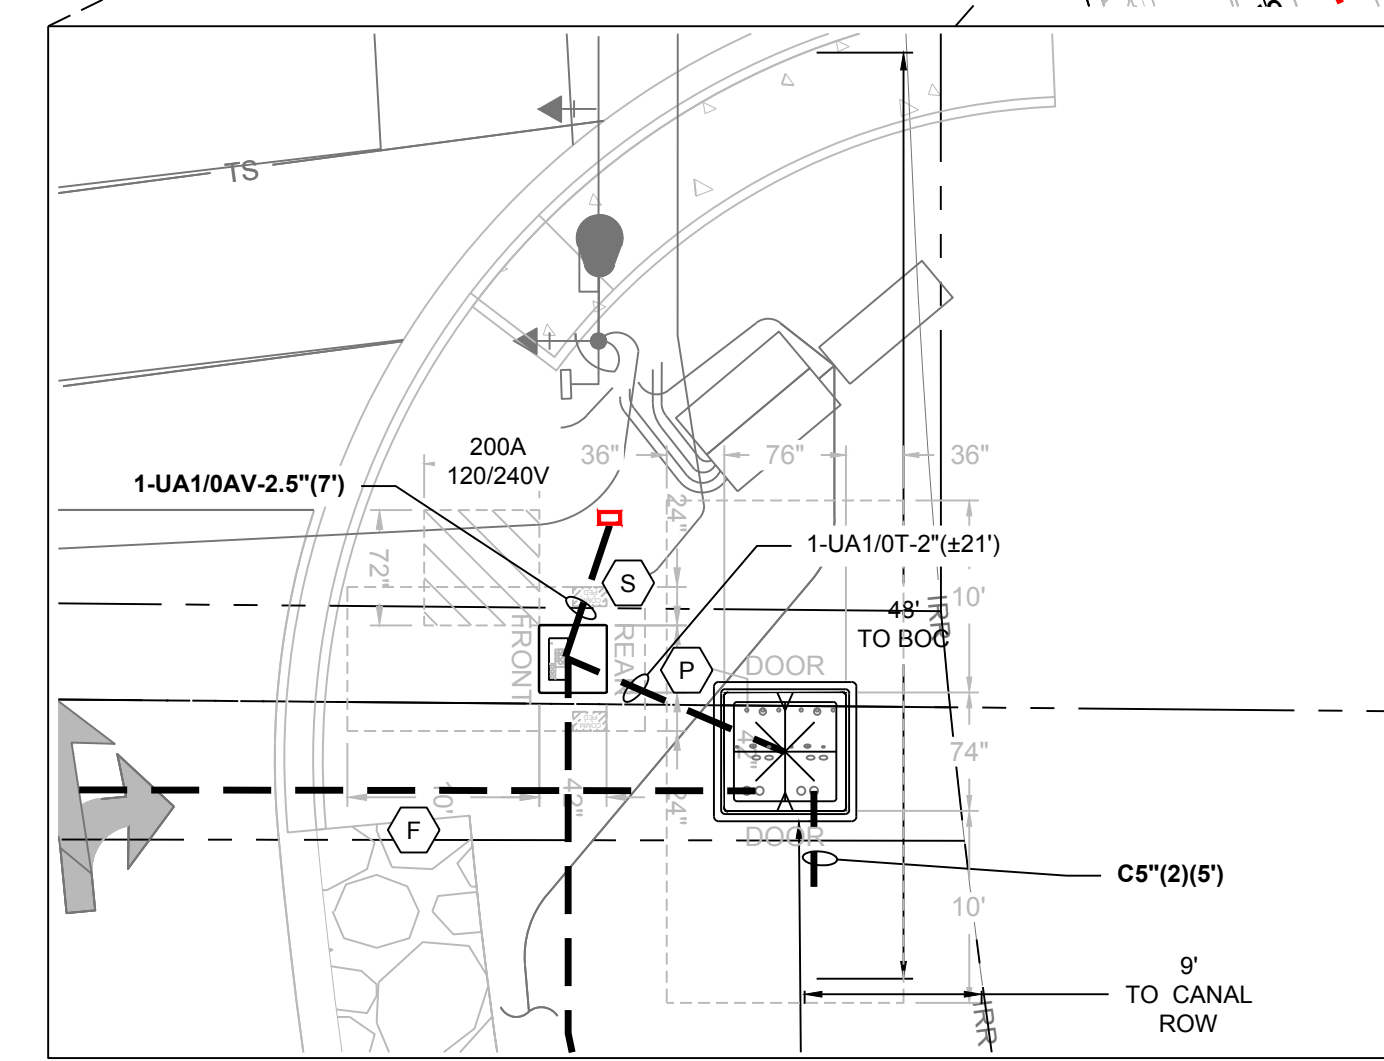 TS
200A
120/240V
36"
76"
36"
1-UA1/0AV-2.5"(7')
24"
1-UA1/0T-2"(±21')
72"
S
10'
IRR
48'
TO BOC
FRONT
REAR
P
DOOR
42"
74"
42"
24"
F
DOOR
C5"(2)(5')
10'
9'
TO CANAL
ROW
IRR